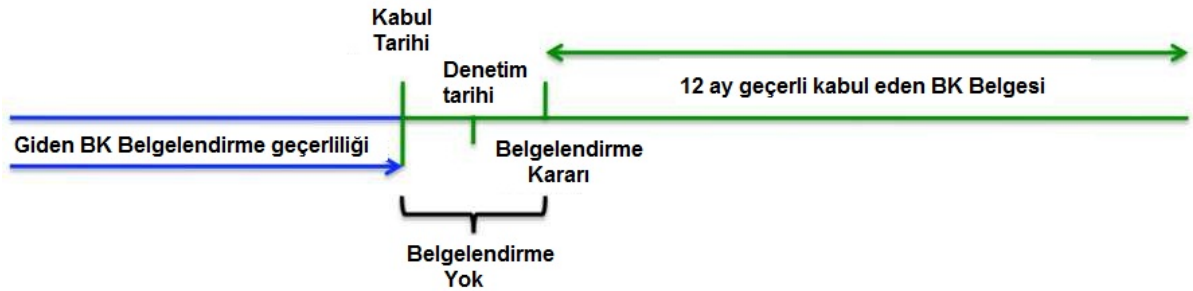 Kabul
Tarihi
Denetim
tarihi
12 ay geçerli kabul eden BK Belgesi
Giden BK Belgelendirme geçerliliği
Belgelendirme
Kararı
Belgelendirme
Yok